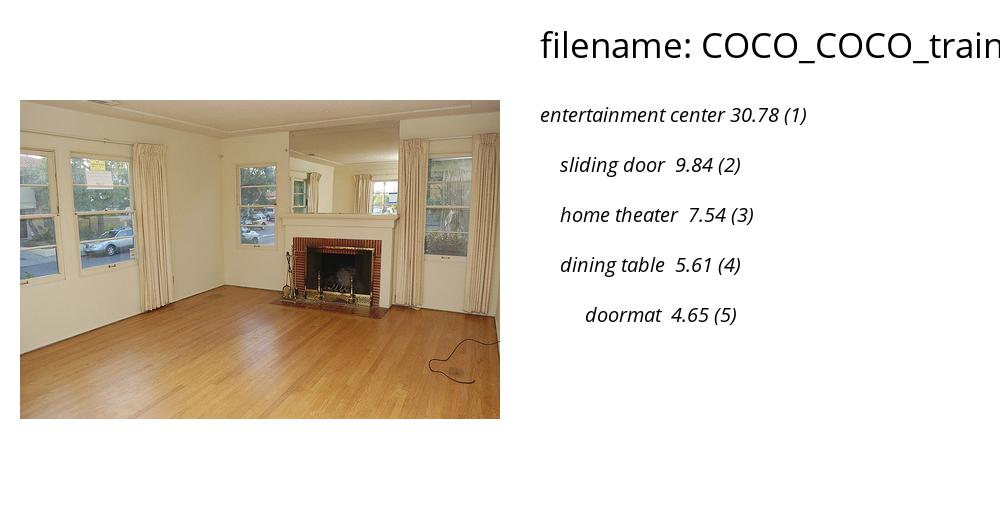 filename: COCO_COCO_train
entertainment center 30.78 (1)
sliding door 9.84 (2)
home theater 7.54 (3)
dining table 5.61 (4)
doormat 4.65 (5)